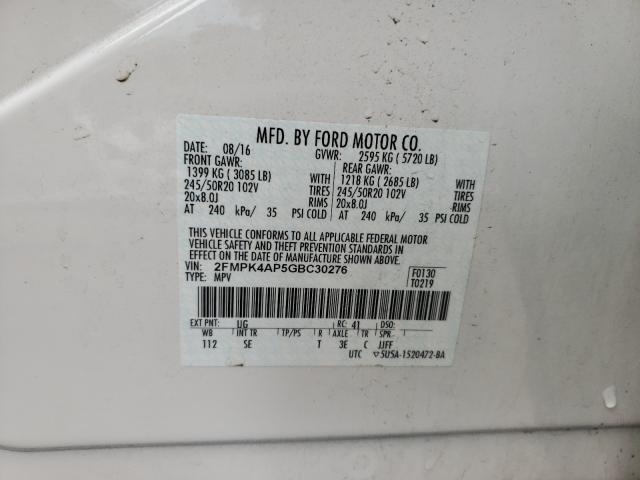 MFD. BY FORD MOTOR CO.
DATE: 08/16 GVWR: 2595 KG ( 5720 LB)
FRONT GAWR: REAR GAWR:
1399 KG ( 3085 LB) WITH 1218 KG ( 2685 LB) WITH
245/50R20 102V TIRES 245/50R20 102V TIRES
20x8.0J RIMS 20x8.0J RIMS
AT 240 kPa/ 35 PSI COLD AT 240 kPa/ 35 PSI COLD
THIS VEHICLE CONFORMS TO ALL APPLICABLE FEDERAL MOTOR
VEHICLE SAFETY AND THEFT PREVENTION STANDARDS IN
EFFECT ON THE DATE OF MANUFACTURE SHOWN ABOVE.
VIN: 2FMPK4AP5GBC30276 F0130
TYPE: MPV T0219
EXT PNT: UG RC: 41 DSO:
WB INT TR TP/PS R AXLE TR SPR
112 SE T 3E C JJFF
UTC ▽5U5A-1520472-BA